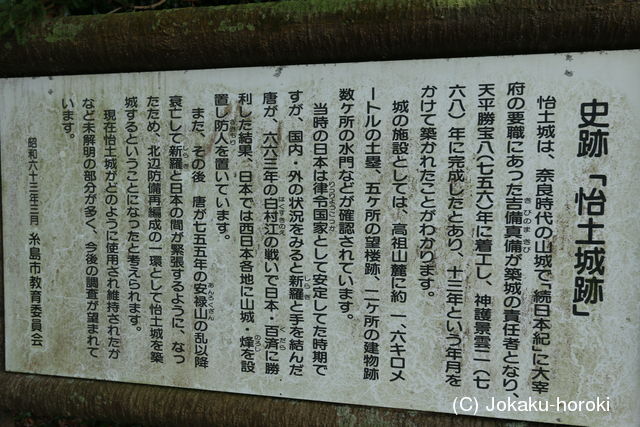 史跡「怡土城跡」
怡土城は、奈良時代の山城で「続日本紀」に大宰
府の要職にあった吉備真備が築城の責任者となり、
天平勝宝八(七五六)年に着工し、神護景雲二(七
六八)年に完成したとあり、十三年という年月を
かけて築かれたことがわかります。
城の施設としては、高祖山麓に約一、六キロメ
ートルの土塁、五ヶ所の望楼跡、二ヶ所の建物跡
数ヶ所の水門などが確認されています。
当時の日本は律令国家として安定してた時期で
すが、国内・外の状況をみると新羅と手を結んだ
唐が、六六三年の白村江の戦いで日本・百済に勝
利した結果、日本では西日本各地に山城・烽を設
置し防人を置いています。
また、その後 唐が七五五年の安禄山の乱以降
衰亡して新羅と日本の間が緊張するように、なっ
たため、北辺防備再編成の一環として怡土城を築
城するということになったと考えられます。
現在怡土城がどのように使用され維持されたか
など未解明の部分が多く、今後の調査が望まれて
います。
昭和六十三年三月 糸島市教育委員会
(C) Jokaku-horoki